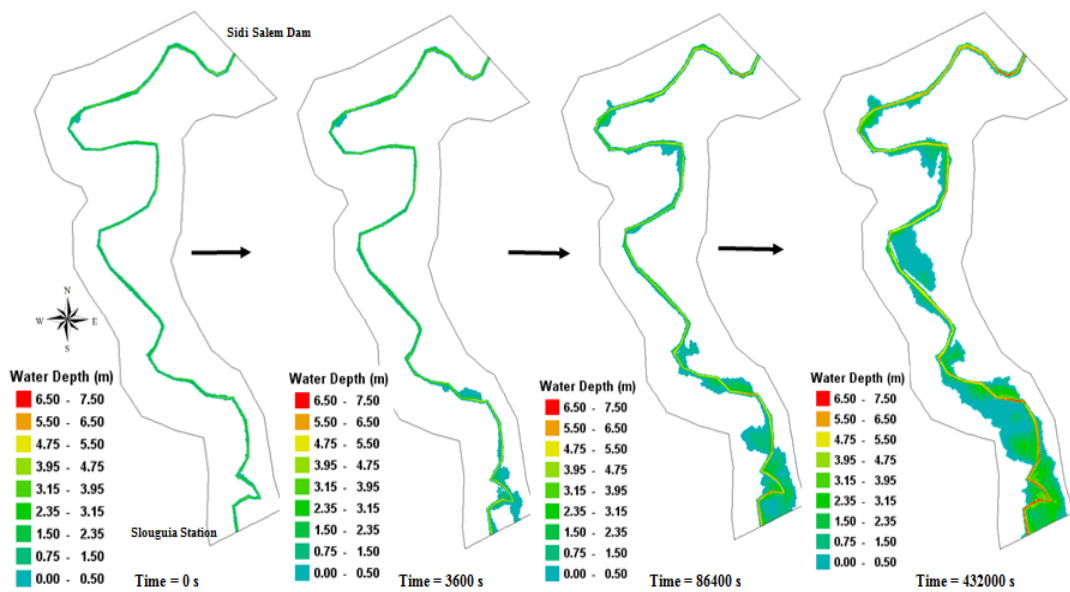 Sidi Salem Dam
N
W E
S
Water Depth (m)
6.50 - 7.50
5.50 - 6.50
4.75 - 5.50
3.95 - 4.75
3.15 - 3.95
2.35 - 3.15
1.50 - 2.35
0.75 - 1.50
0.00 - 0.50
Slouguia Station
Time = 0 s
Water Depth (m)
6.50 - 7.50
5.50 - 6.50
4.75 - 5.50
3.95 - 4.75
3.15 - 3.95
2.35 - 3.15
1.50 - 2.35
0.75 - 1.50
0.00 - 0.50
Time = 3600 s
Water Depth (m)
6.50 - 7.50
5.50 - 6.50
4.75 - 5.50
3.95 - 4.75
3.15 - 3.95
2.35 - 3.15
1.50 - 2.35
0.75 - 1.50
0.00 - 0.50
Time = 86400 s
Water Depth (m)
6.50 - 7.50
5.50 - 6.50
4.75 - 5.50
3.95 - 4.75
3.15 - 3.95
2.35 - 3.15
1.50 - 2.35
0.75 - 1.50
0.00 - 0.50
Time = 432000 s